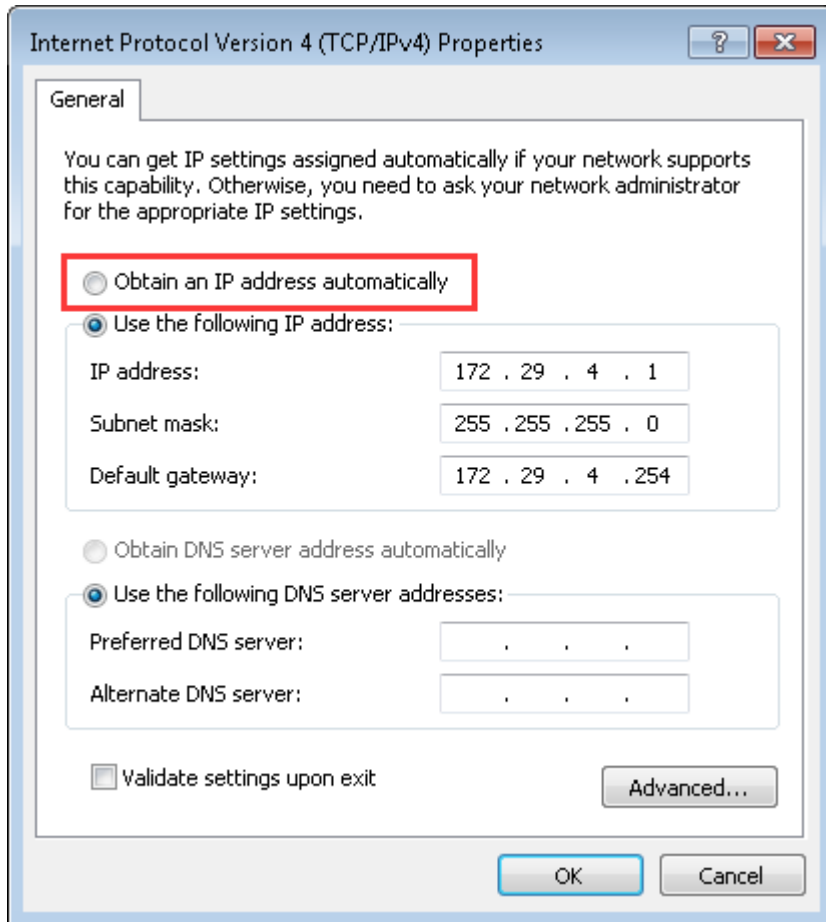 Internet Protocol Version 4 (TCP/IPv4) Properties
?
General
You can get IP settings assigned automatically if your network supports
this capability. Otherwise, you need to ask your network administrator
for the appropriate IP settings.
Obtain an IP address automatically
Use the following IP address:
IP address: 172 . 29 . 4 . 1
Subnet mask: 255 . 255 . 255 . 0
Default gateway: 172 . 29 . 4 . 254
Obtain DNS server address automatically
Use the following DNS server addresses:
Preferred DNS server: . . .
Alternate DNS server: . . .
Validate settings upon exit
Advanced...
OK Cancel